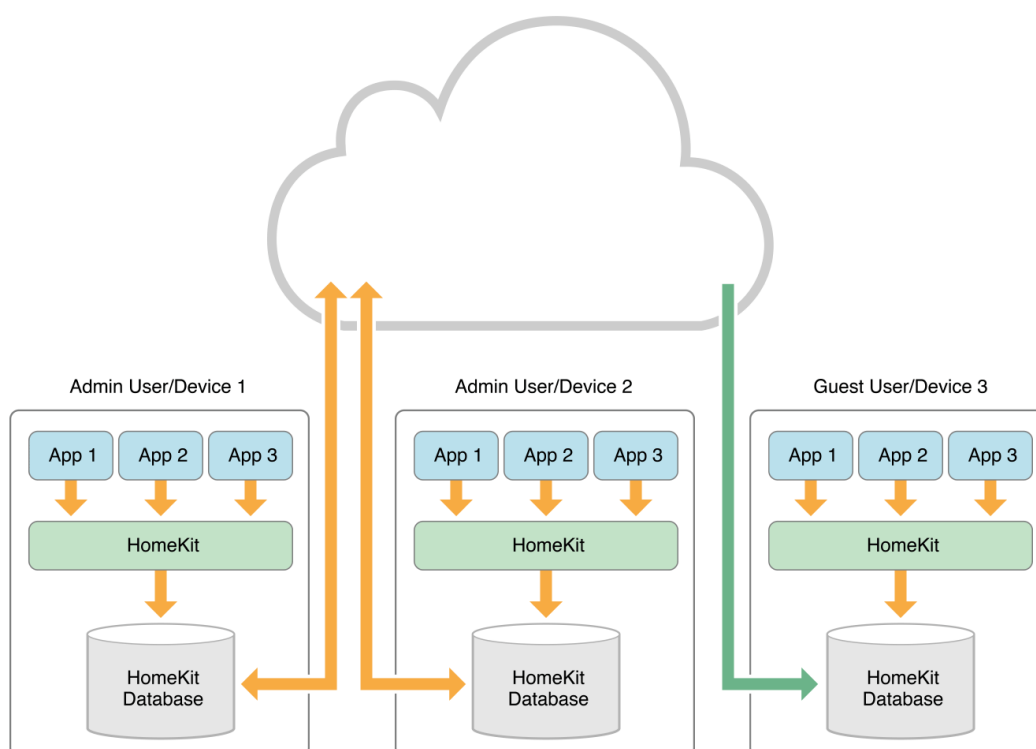 Admin User/Device 1
Admin User/Device 2
Guest User/Device 3
App 1 App 2 App 3
App 1 App 2 App 3
App 1 App 2 App 3
HomeKit
HomeKit
HomeKit
HomeKit
Database
HomeKit
Database
HomeKit
Database